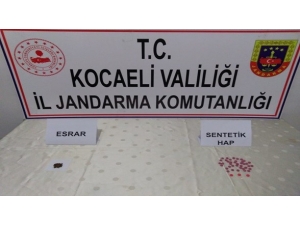 T.C.
KOCAELİ VALİLİĞİ
İL JANDARMA KOMUTANLIĞI
ESRAR
SENTETİK
HAP